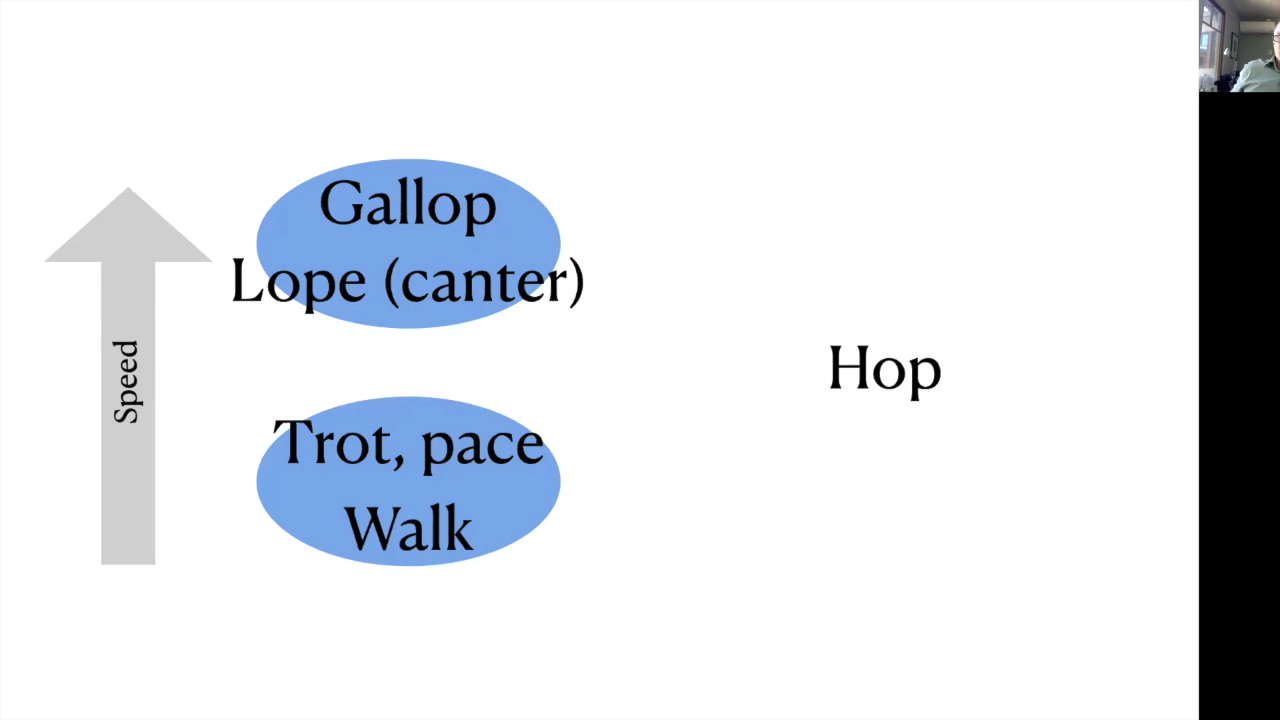 Gallop
Lope (canter)
Speed
Hop
Trot, pace
Walk